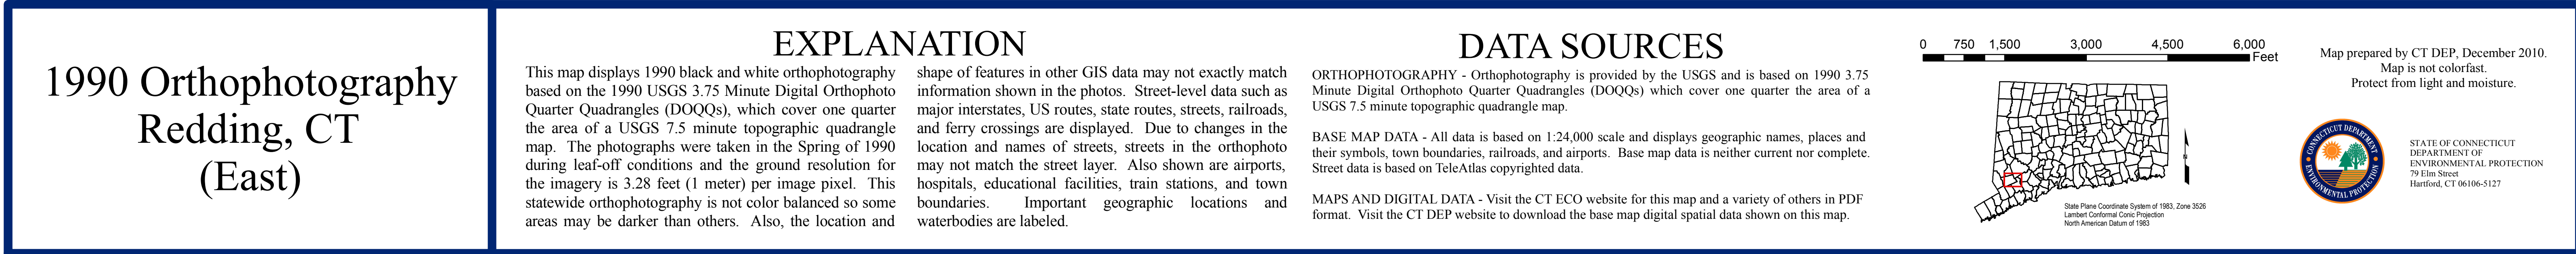 1990 Orthophotography
Redding, CT
(East)
EXPLANATION
This map displays 1990 black and white orthophotography
based on the 1990 USGS 3.75 Minute Digital Orthophoto
Quarter Quadrangles (DOQQs), which cover one quarter
the area of a USGS 7.5 minute topographic quadrangle
map. The photographs were taken in the Spring of 1990
during leaf-off conditions and the ground resolution for
the imagery is 3.28 feet (1 meter) per image pixel. This
statewide orthophotography is not color balanced so some
areas may be darker than others. Also, the location and
shape of features in other GIS data may not exactly match
information shown in the photos. Street-level data such as
major interstates, US routes, state routes, streets, railroads,
and ferry crossings are displayed. Due to changes in the
location and names of streets, streets in the orthophoto
may not match the street layer. Also shown are airports,
hospitals, educational facilities, train stations, and town
boundaries. Important geographic locations and
waterbodies are labeled.
DATA SOURCES
ORTHOPHOTOGRAPHY - Orthophotography is provided by the USGS and is based on 1990 3.75
Minute Digital Orthophoto Quarter Quadrangles (DOQQs) which cover one quarter the area of a
USGS 7.5 minute topographic quadrangle map.
BASE MAP DATA - All data is based on 1:24,000 scale and displays geographic names, places and
their symbols, town boundaries, railroads, and airports. Base map data is neither current nor complete.
Street data is based on TeleAtlas copyrighted data.
MAPS AND DIGITAL DATA - Visit the CT ECO website for this map and a variety of others in PDF
format. Visit the CT DEP website to download the base map digital spatial data shown on this map.
0 750 1,500 3,000 4,500 6,000
Feet
N
State Plane Coordinate System of 1983, Zone 3526
Lambert Conformal Conic Projection
North American Datum of 1983
Map prepared by CT DEP, December 2010.
Map is not colorfast.
Protect from light and moisture.
CONNECTICUT DEPARTMENT
ENVIRONMENTAL PROTECTION
STATE OF CONNECTICUT
DEPARTMENT OF
ENVIRONMENTAL PROTECTION
79 Elm Street
Hartford, CT 06106-5127